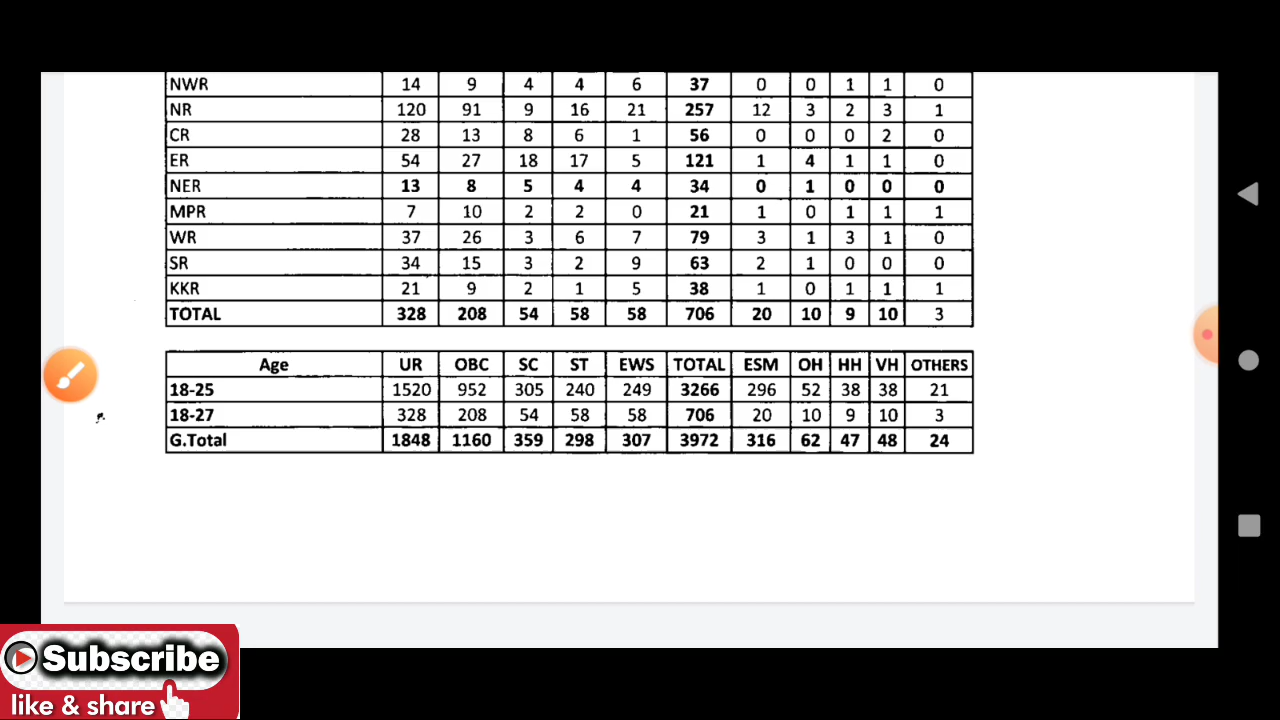 NWR 14 9 4 4 6 37 0 0 1 1 0
NR 120 91 9 16 21 257 12 3 2 3 1
CR 28 13 8 6 1 56 0 0 0 2 0
ER 54 27 18 17 5 121 1 4 1 1 0
NER 13 8 5 4 4 34 0 1 0 0 0
MPR 7 10 2 2 0 21 1 0 1 1 1
WR 37 26 3 6 7 79 3 1 3 1 0
SR 34 15 3 2 9 63 2 1 0 0 0
KKR 21 9 2 1 5 38 1 0 1 1 1
TOTAL 328 208 54 58 58 706 20 10 9 10 3
Age UR OBC SC ST EWS TOTAL ESM OH HH VH OTHERS
18-25 1520 952 305 240 249 3266 296 52 38 38 21
18-27 328 208 54 58 58 706 20 10 9 10 3
G.Total 1848 1160 359 298 307 3972 316 62 47 48 24
Subscribe
like & share